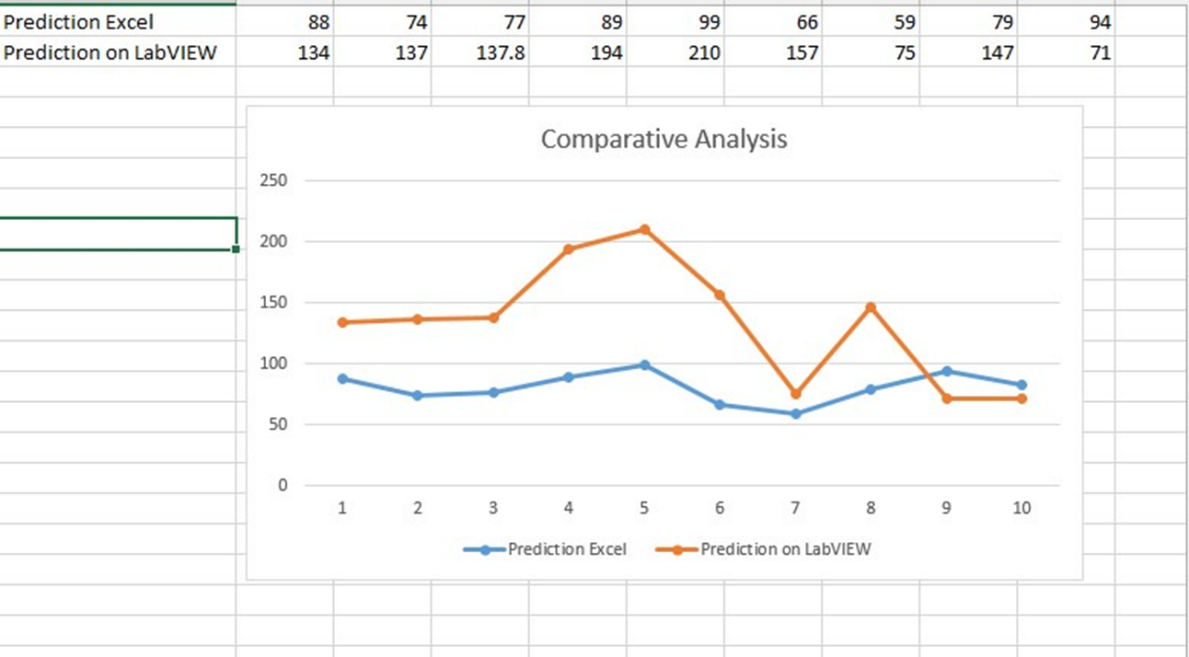 Prediction Excel 88 74 77 89 99 66 59 79 94
Prediction on LabVIEW 134 137 137.8 194 210 157 75 147 71
Comparative Analysis
250
200
150
100
50
0
1 2 3 4 5 6 7 8 9 10
Prediction Excel Prediction on LabVIEW